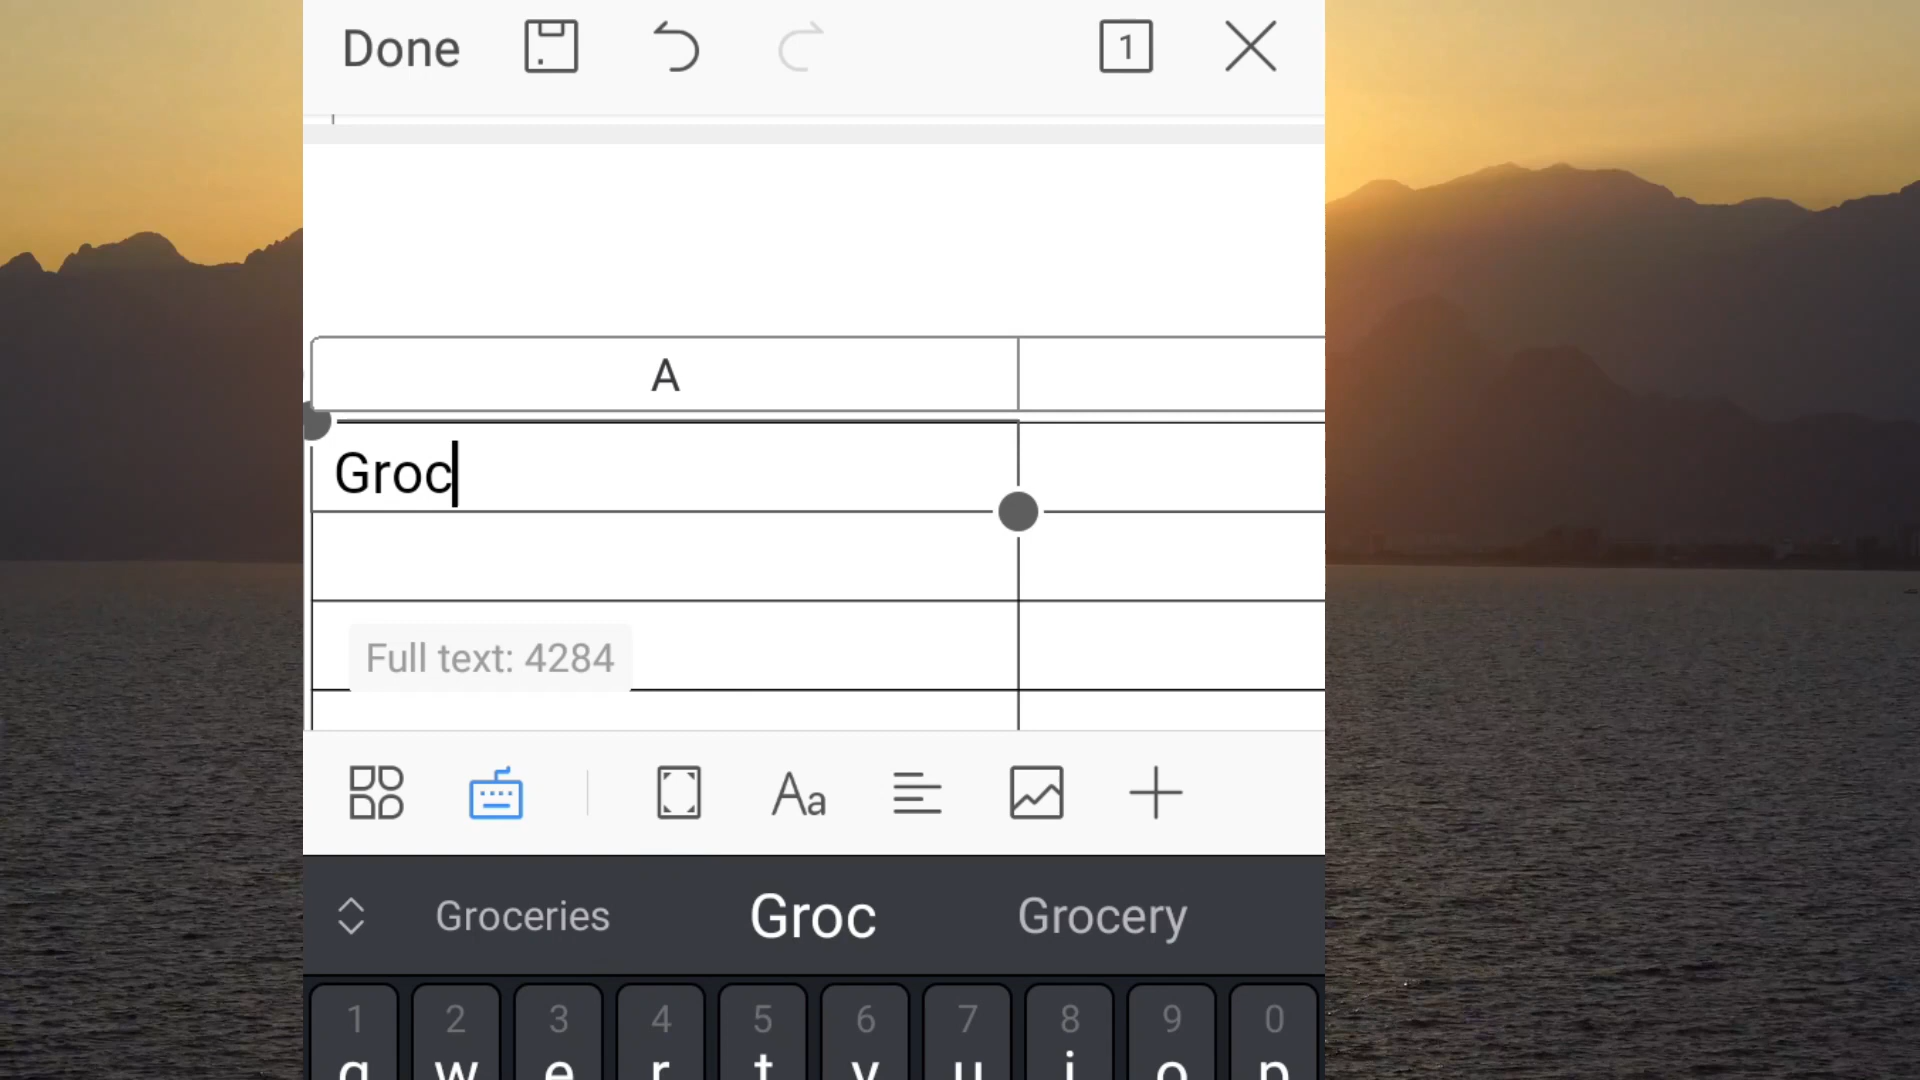 Done
1
A
Groc
Full text: 4284
Aa
Groceries Groc Grocery
1 2 3 4 5 6 7 8 9 0
q w e r t y u i o p